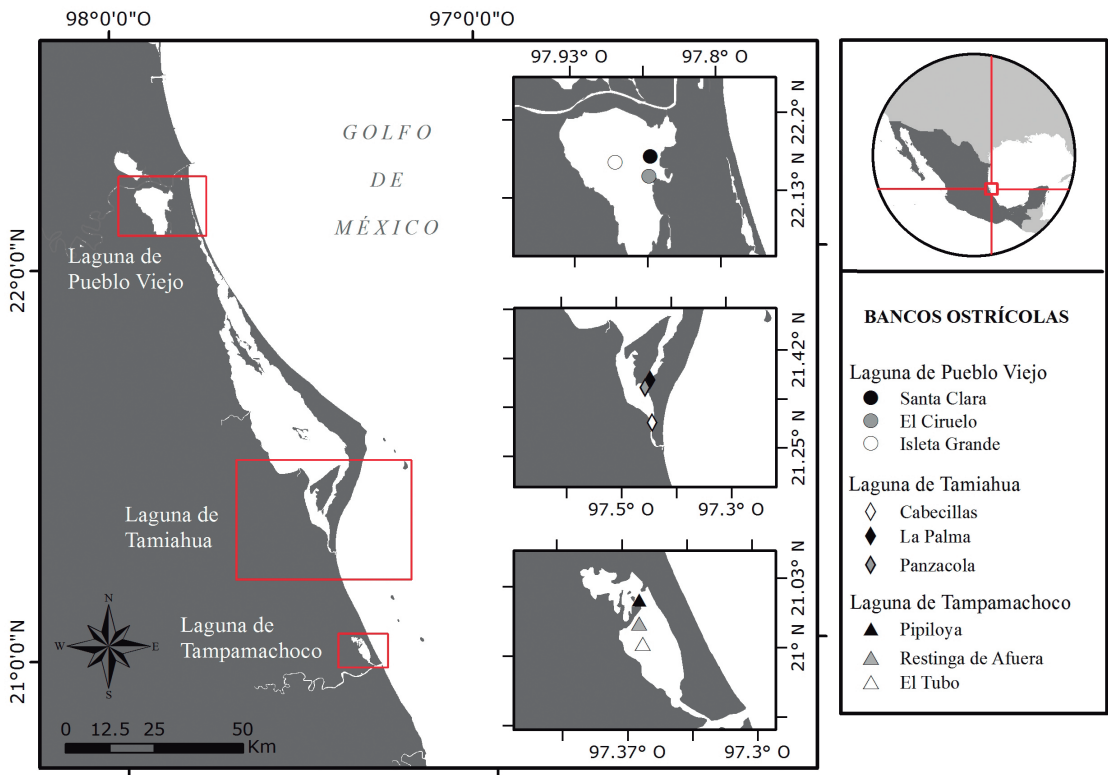 98°0'0"O
97°0'0"O
22°0'0"N
21°0'0"N
GOLFO
DE
MÉXICO
Laguna de
Pueblo Viejo
Laguna de
Tamiahua
Laguna de
Tampamachoco
N
W
E
S
0 12.5 25 50
Km
97.93° O
97.8° O
22.2° N
22.13° N
21.42° N
21.25° N
97.5° O
97.3° O
21.03° N
21° N
97.37° O
97.3° O
BANCOS OSTRÍCOLAS
Laguna de Pueblo Viejo
Santa Clara
El Ciruelo
Isleta Grande
Laguna de Tamiahua
Cabecillas
La Palma
Panzacola
Laguna de Tampamachoco
Pipiloya
Restinga de Afuera
El Tubo